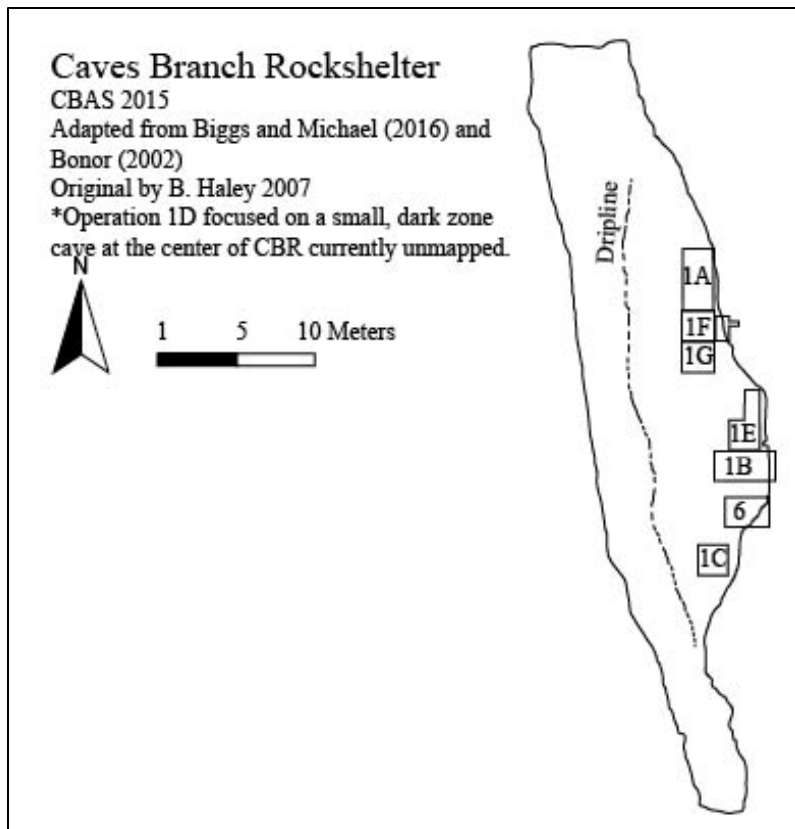 Caves Branch Rockshelter
CBAS 2015
Adapted from Biggs and Michael (2016) and
Bonor (2002)
Original by B. Haley 2007
*Operation 1D focused on a small, dark zone
cave at the center of CBR currently unmapped.
N
1 5 10 Meters
Dripline
1A
1F
1G
1E
1B
6
1C